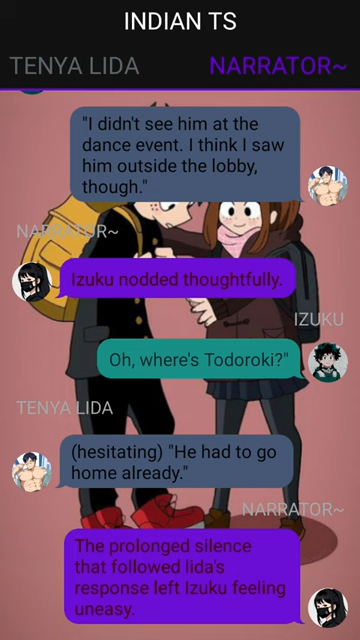 INDIAN TS
TENYA LIDA NARRATOR~
"I didn't see him at the
dance event. I think I saw
him outside the lobby,
though."
NARRATOR~
Izuku nodded thoughtfully.
IZUKU
Oh, where's Todoroki?"
TENYA LIDA
(hesitating) "He had to go
home already."
NARRATOR~
The prolonged silence
that followed Iida's
response left Izuku feeling
uneasy.